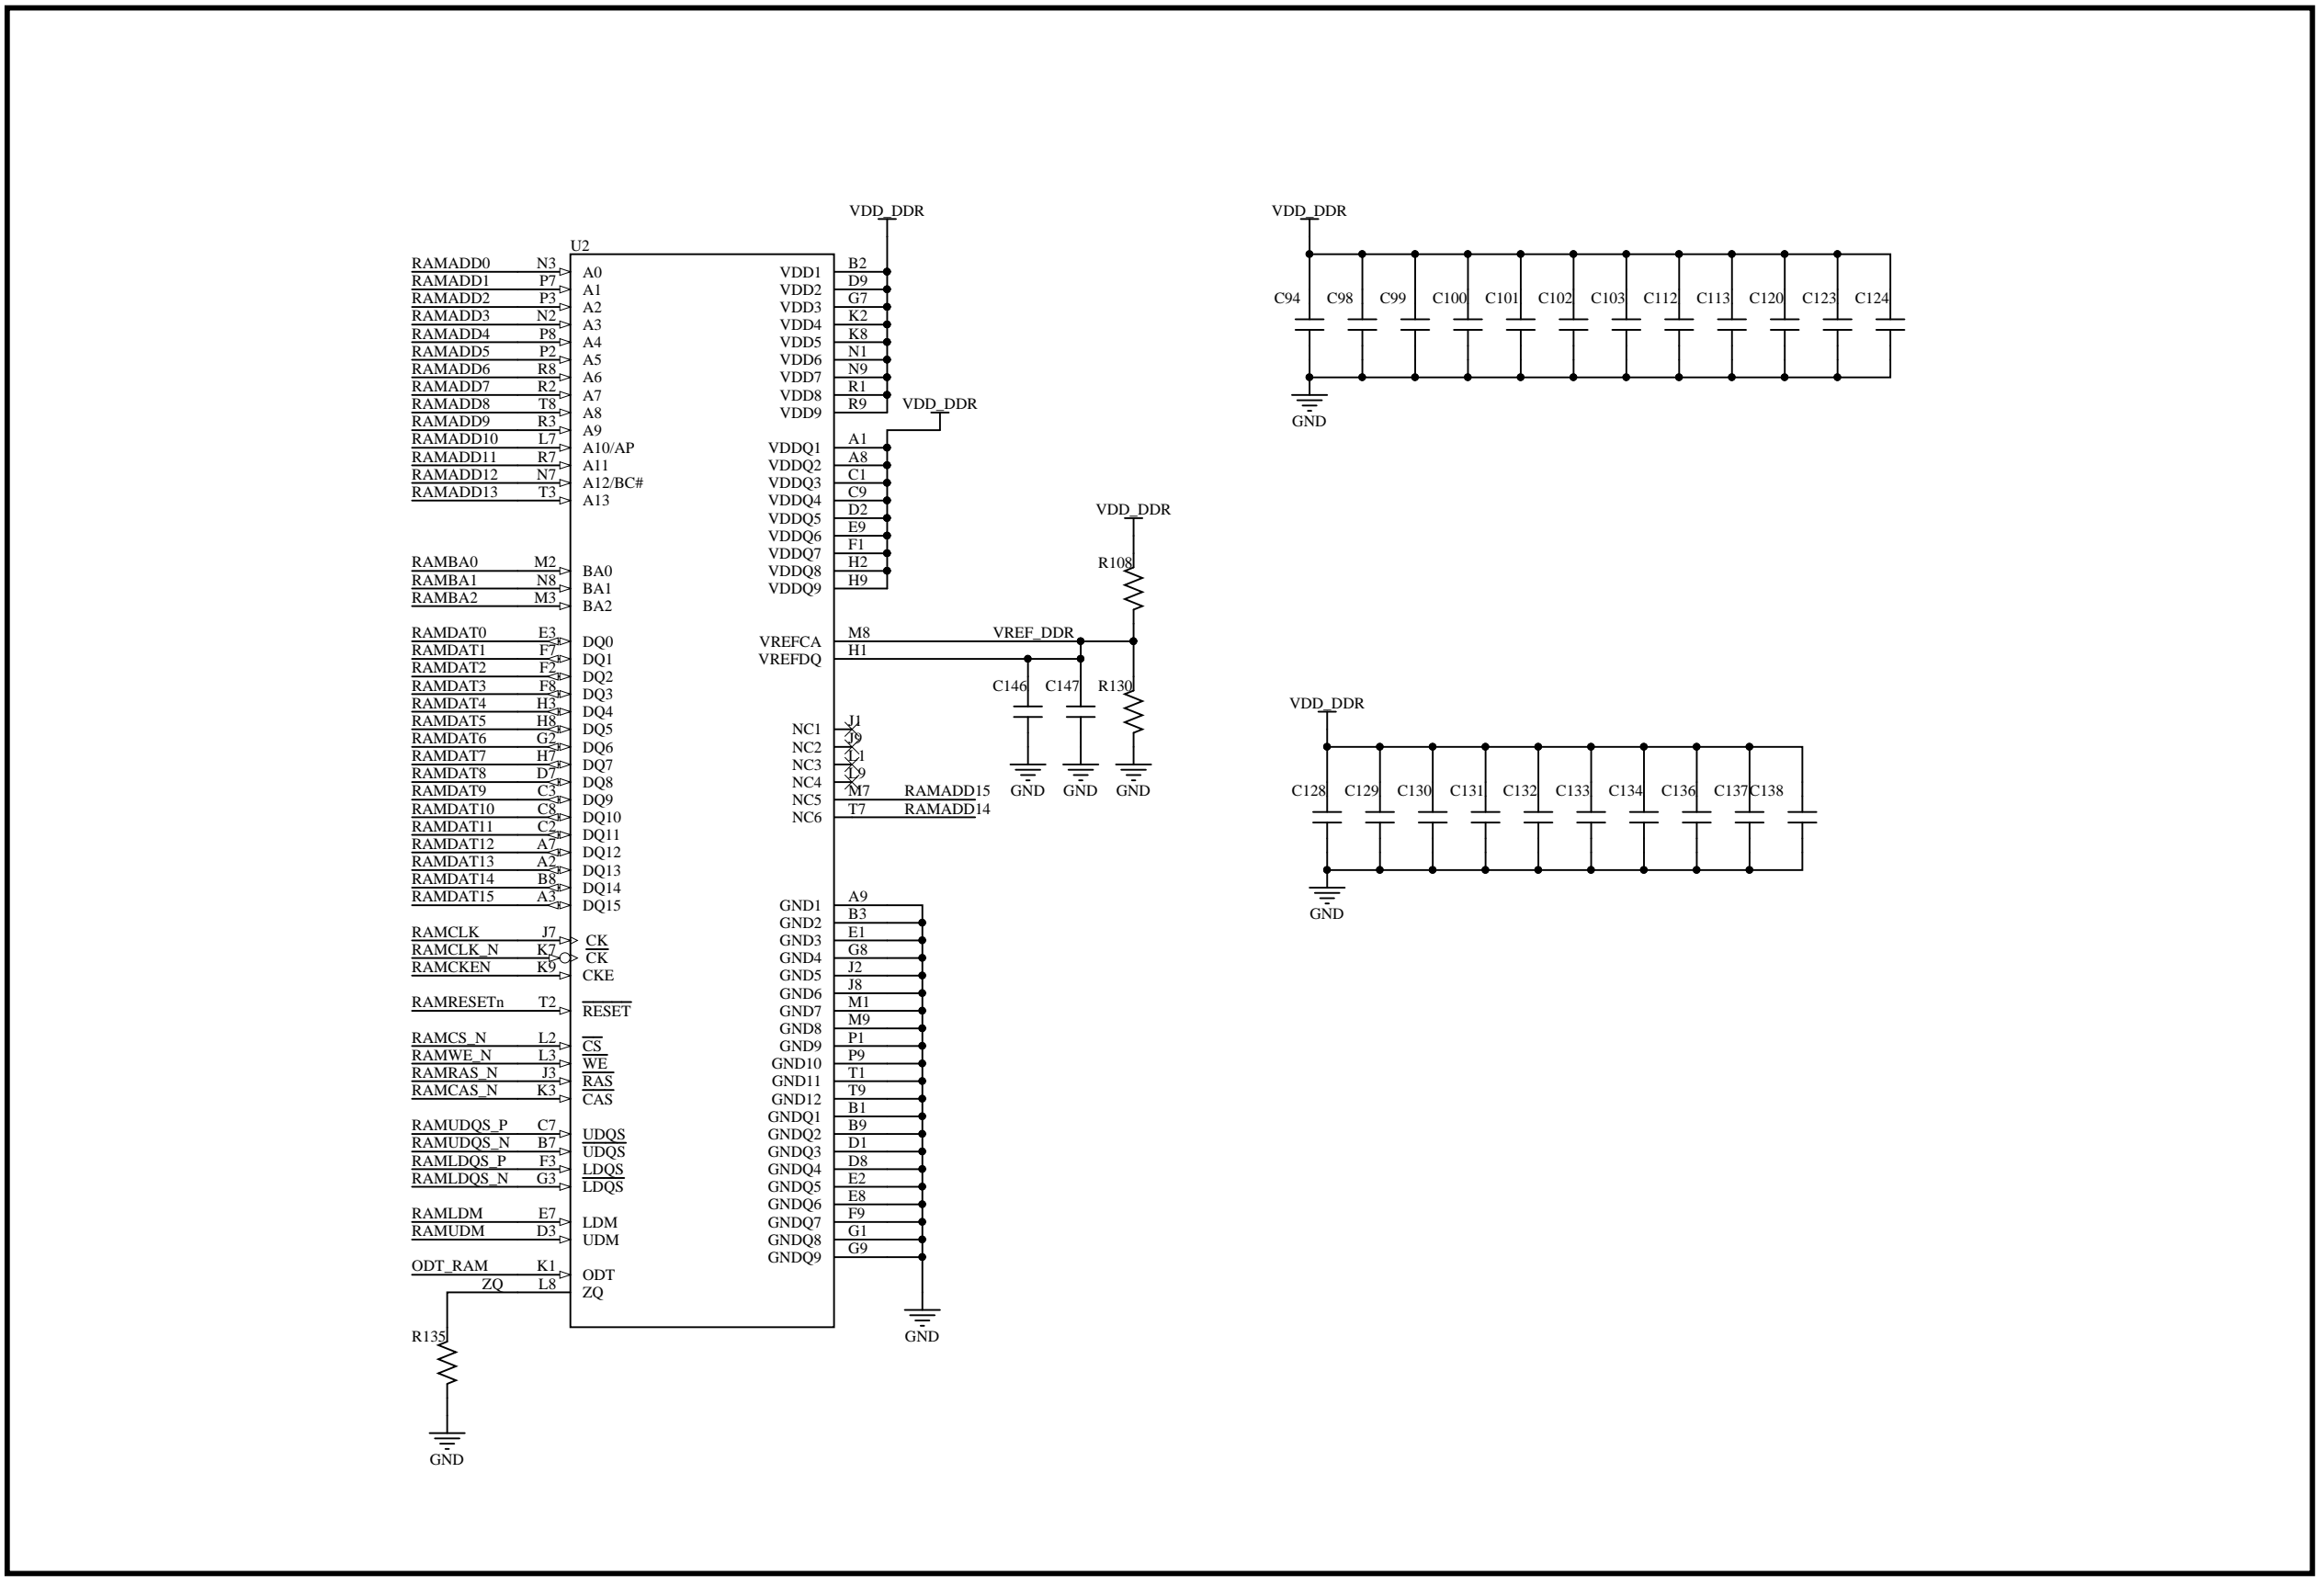 VDD_DDR
VDD_DDR
U2
RAMADD0 N3 A0 VDD1 B2
RAMADD1 P7 A1 VDD2 D9
RAMADD2 P3 A2 VDD3 G7
C94 C98 C99 C100 C101 C102 C103 C112 C113 C120 C123 C124
RAMADD3 N2 A3 VDD4 K2
RAMADD4 P8 A4 VDD5 K8
RAMADD5 P2 A5 VDD6 N1
RAMADD6 R8 A6 VDD7 N9
RAMADD7 R2 A7 VDD8 R1
RAMADD8 T8 A8 VDD9 R9 VDD_DDR
RAMADD9 R3 A9
GND
RAMADD10 L7 A10/AP VDDQ1 A1
RAMADD11 R7 A11 VDDQ2 A8
RAMADD12 N7 A12/BC# VDDQ3 C1
RAMADD13 T3 A13 VDDQ4 C9
VDDQ5 D2
VDD_DDR
VDDQ6 E9
VDDQ7 F1
RAMBA0 M2 BA0 VDDQ8 H2
R108
RAMBA1 N8 BA1 VDDQ9 H9
RAMBA2 M3 BA2
RAMDAT0 E3 DQ0 VREFCA M8 VREF_DDR
RAMDAT1 F7 DQ1 VREFDQ H1
RAMDAT2 F2 DQ2
RAMDAT3 F8 DQ3
C146 C147 R130
RAMDAT4 H3 DQ4
VDD_DDR
RAMDAT5 H8 DQ5 NC1 J1
RAMDAT6 G2 DQ6 NC2 J9
RAMDAT7 H7 DQ7 NC3 L1
RAMDAT8 D7 DQ8 NC4 L9
GND GND GND
RAMDAT9 C3 DQ9 NC5 M7 RAMADD15
C128 C129 C130 C131 C132 C133 C134 C136 C137 C138
RAMDAT10 C8 DQ10 NC6 T7 RAMADD14
RAMDAT11 C2 DQ11
RAMDAT12 A7 DQ12
RAMDAT13 A2 DQ13
RAMDAT14 B8 DQ14
RAMDAT15 A3 DQ15 GND1 A9
GND2 B3
GND
RAMCLK J7 CK GND3 E1
RAMCLK_N K7 CK GND4 G8
RAMCKEN K9 CKE GND5 J2
GND6 J8
RAMRESETn T2 RESET GND7 M1
GND8 M9
RAMCS_N L2 CS GND9 P1
RAMWE_N L3 WE GND10 P9
RAMRAS_N J3 RAS GND11 T1
RAMCAS_N K3 CAS GND12 T9
GNDQ1 B1
RAMUDQS_P C7 UDQS GNDQ2 B9
RAMUDQS_N B7 UDQS GNDQ3 D1
RAMLDQS_P F3 LDQS GNDQ4 D8
RAMLDQS_N G3 LDQS GNDQ5 E2
GNDQ6 E8
RAMLDM E7 LDM GNDQ7 F9
RAMUDM D3 UDM GNDQ8 G1
GNDQ9 G9
ODT_RAM K1 ODT
ZQ L8 ZQ
R135
GND
GND